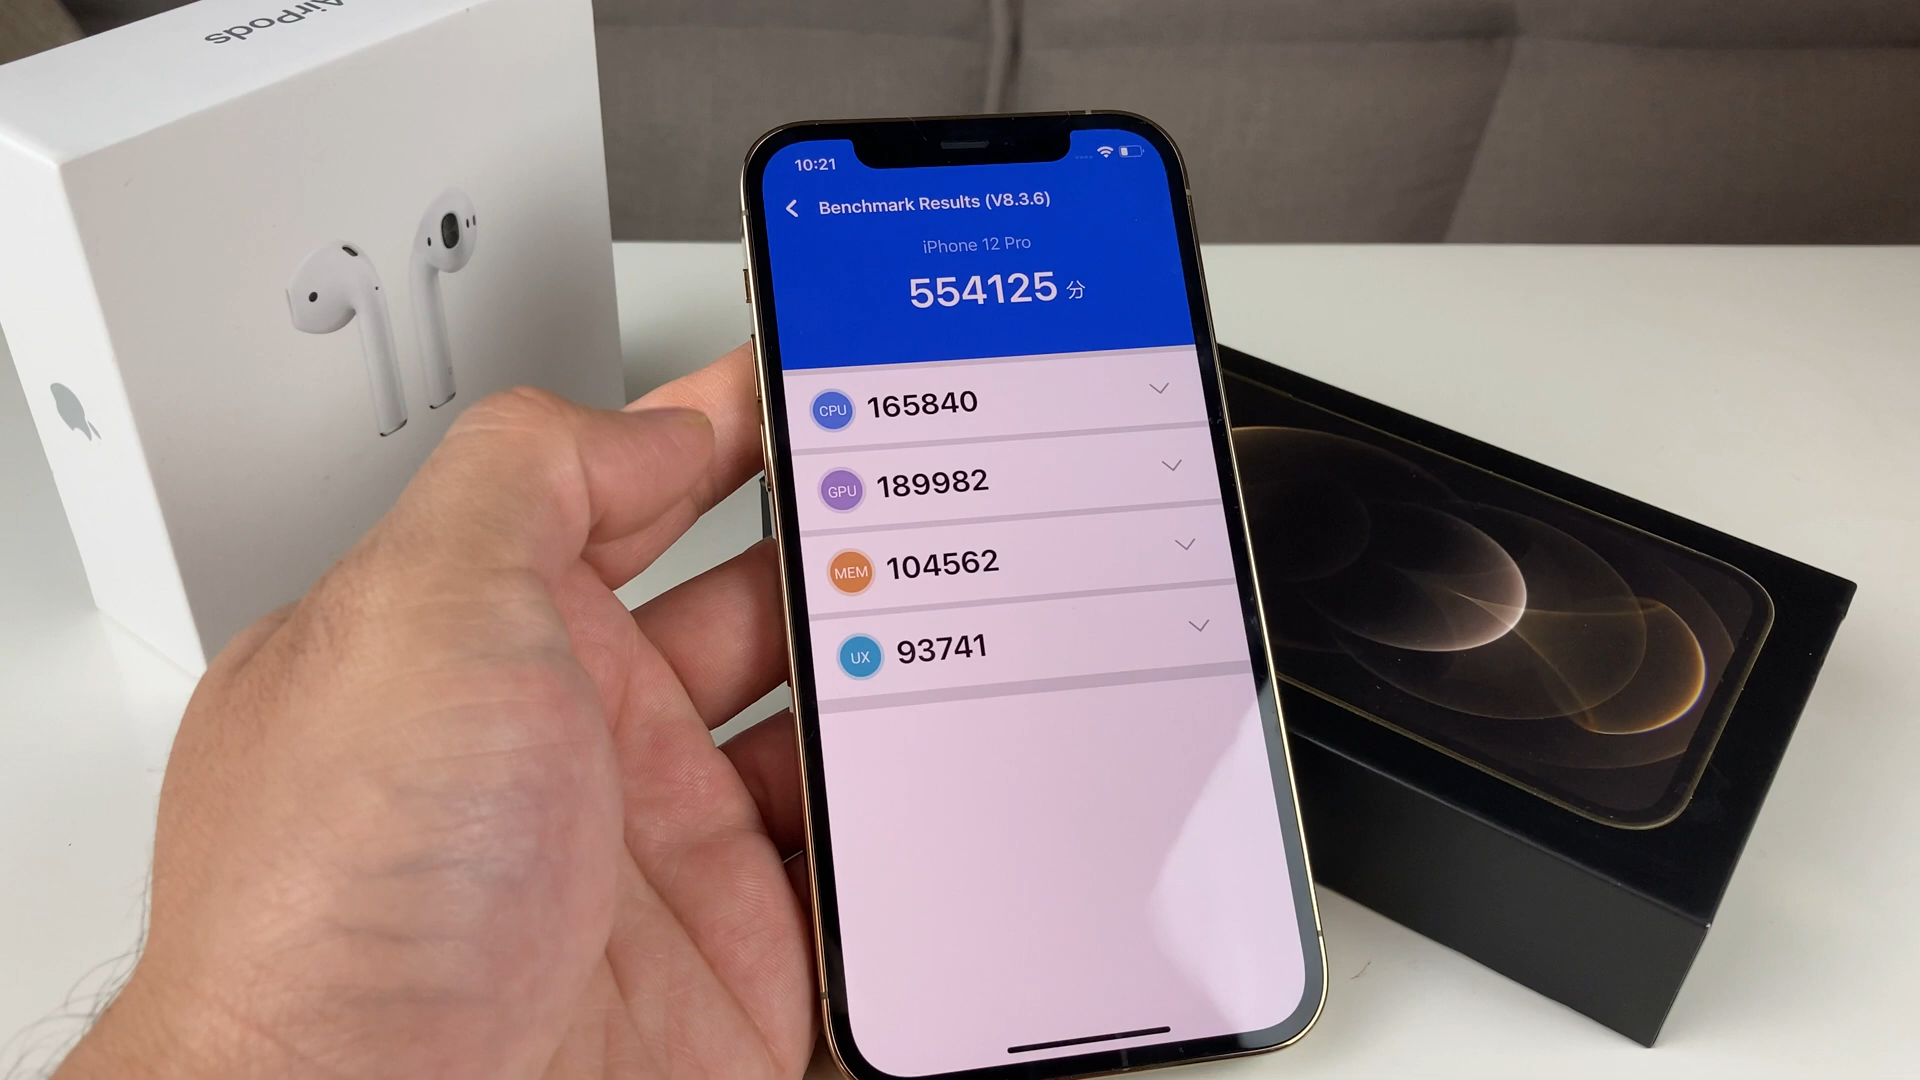 AirPods
10:21
Benchmark Results (V8.3.6)
iPhone 12 Pro
554125 分
CPU 165840
GPU 189982
MEM 104562
UX 93741